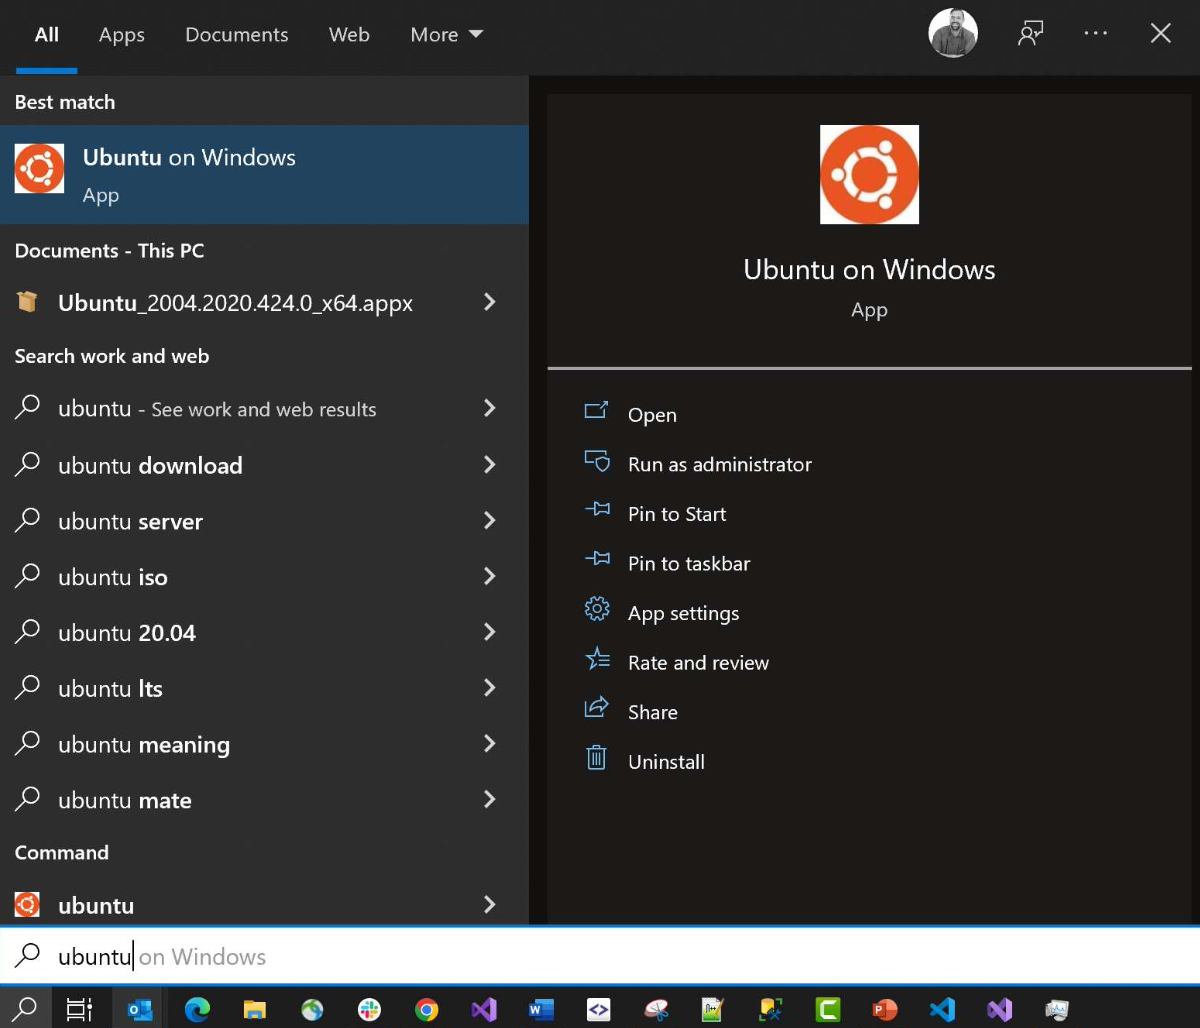 All Apps Documents Web More
Best match
Ubuntu on Windows
App
Documents - This PC
Ubuntu_2004.2020.424.0_x64.appx
Search work and web
ubuntu - See work and web results
ubuntu download
ubuntu server
ubuntu iso
ubuntu 20.04
ubuntu lts
ubuntu meaning
ubuntu mate
Command
ubuntu
Ubuntu on Windows
App
Open
Run as administrator
Pin to Start
Pin to taskbar
App settings
Rate and review
Share
Uninstall
ubuntu on Windows